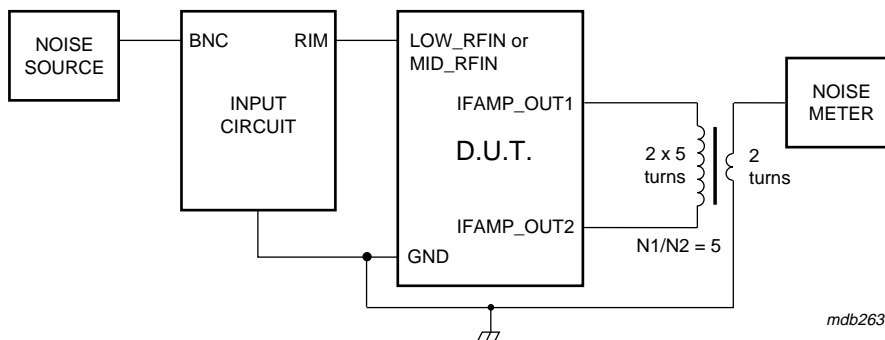 NOISE
SOURCE
BNC
RIM
INPUT
CIRCUIT
LOW_RFIN or
MID_RFIN
IFAMP_OUT1
D.U.T.
IFAMP_OUT2
GND
2 x 5
turns
2
turns
N1/N2 = 5
NOISE
METER
mdb263